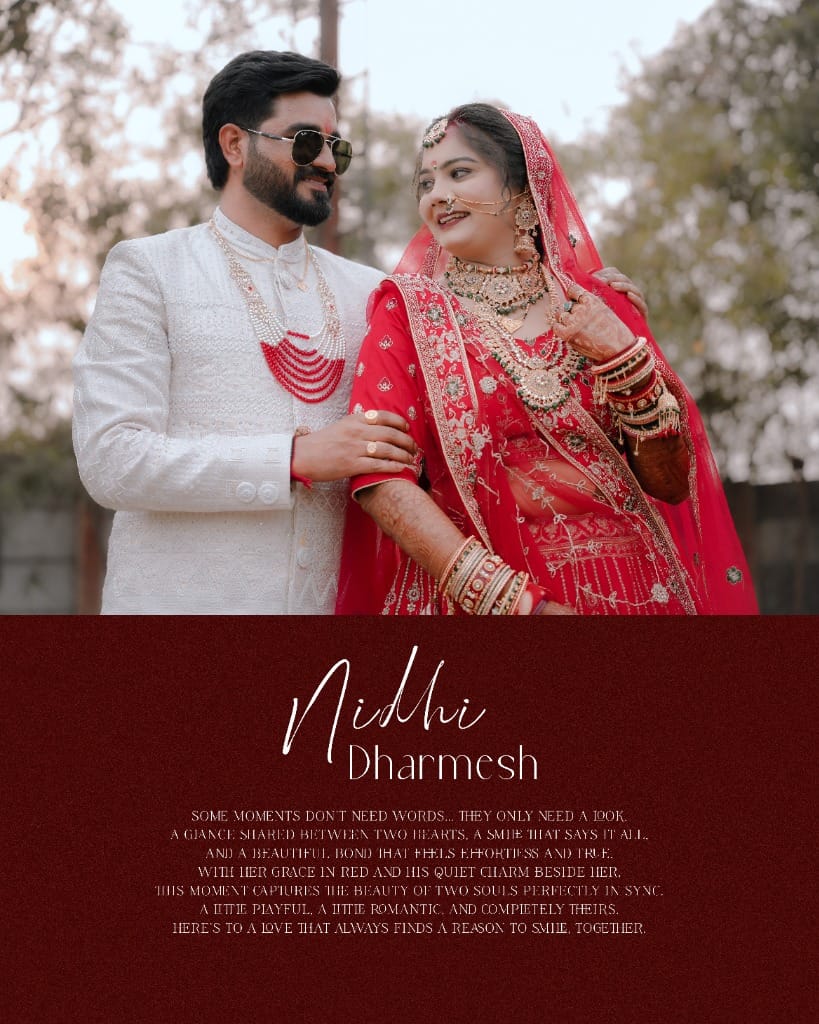 Nidhi
Dharmesh
SOME MOMENTS DON'T NEED WORDS... THEY ONLY NEED A LOOK.
A GLANCE SHARED BETWEEN TWO HEARTS, A SMILE THAT SAYS IT ALL,
AND A BEAUTIFUL BOND THAT FEELS EFFORTLESS AND TRUE.
WITH HER GRACE IN RED AND HIS QUIET CHARM BESIDE HER,
THIS MOMENT CAPTURES THE BEAUTY OF TWO SOULS PERFECTLY IN SYNC.
A LITTLE PLAYFUL, A LITTLE ROMANTIC, AND COMPLETELY THEIRS.
HERE'S TO A LOVE THAT ALWAYS FINDS A REASON TO SMILE, TOGETHER.